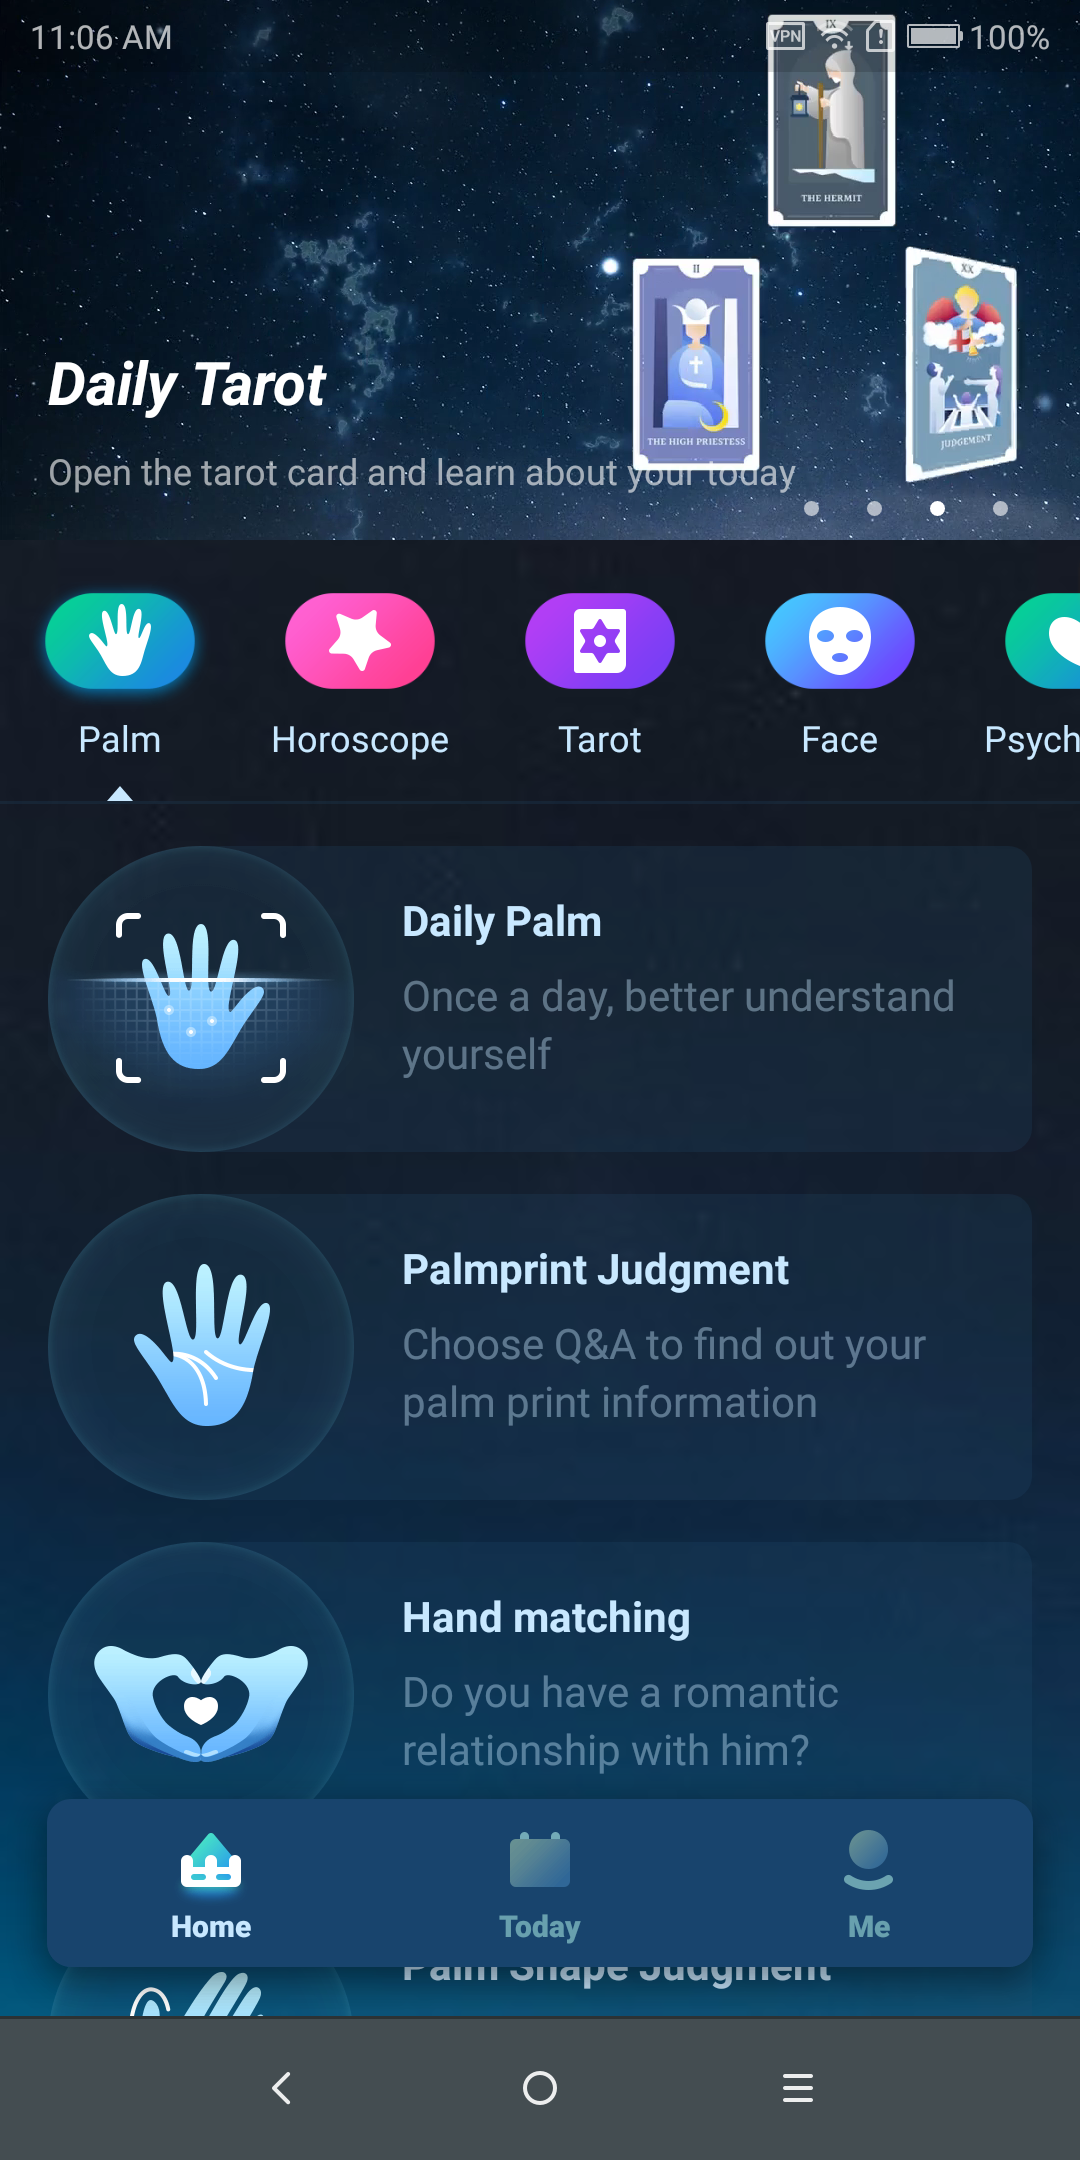 11:06 AM
VPN
100%
IX
THE HERMIT
II
THE HIGH PRIESTESS
XX
JUDGEMENT
Daily Tarot
Open the tarot card and learn about your today
Palm
Horoscope
Tarot
Face
Psych
Daily Palm
Once a day, better understand
yourself
Palmprint Judgment
Choose Q&A to find out your
palm print information
Hand matching
Do you have a romantic
relationship with him?
Home
Today
Me
Palm Shape Judgment